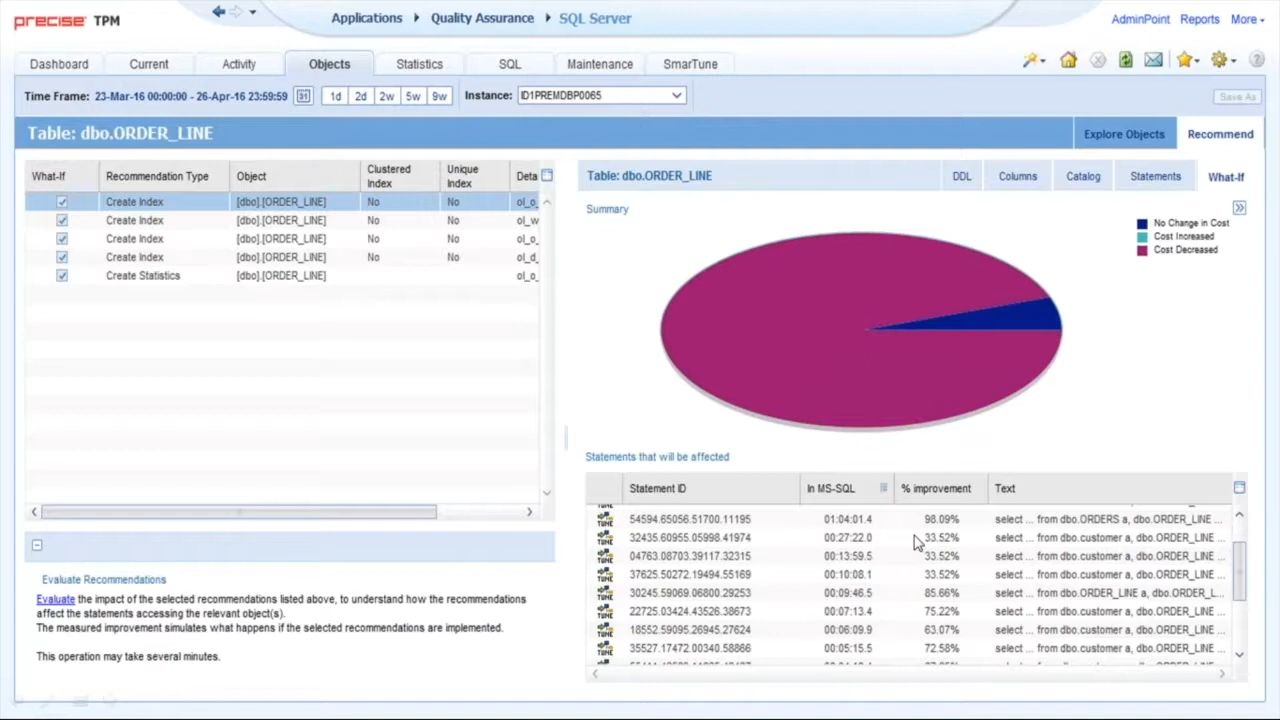 precise TPM
Applications Quality Assurance SQL Server
AdminPoint Reports More
Dashboard Current Activity Objects Statistics SQL Maintenance SmarTune
Time Frame: 23-Mar-16 00:00:00 - 26-Apr-16 23:59:59 31 1d 2d 2w 5w 9w Instance: ID1PREMDBP0065 Save As
Table: dbo.ORDER_LINE
Explore Objects Recommend
What-If Recommendation Type Object Clustered Index Unique Index Deta
Create Index [dbo].[ORDER_LINE] No No ol_o_
Create Index [dbo].[ORDER_LINE] No No ol_w
Create Index [dbo].[ORDER_LINE] No No ol_o_
Create Index [dbo].[ORDER_LINE] No No ol_d_
Create Statistics [dbo].[ORDER_LINE] ol_o_
Evaluate Recommendations
Evaluate the impact of the selected recommendations listed above, to understand how the recommendations
affect the statements accessing the relevant object(s).
The measured improvement simulates what happens if the selected recommendations are implemented.
This operation may take several minutes.
Table: dbo.ORDER_LINE DDL Columns Catalog Statements What-If
Summary
No Change in Cost
Cost Increased
Cost Decreased
Statements that will be affected
Statement ID In MS-SQL % improvement Text
TUNE 54594.65056.51700.11195 01:04:01.4 98.09% select ... from dbo.ORDERS a, dbo.ORDER_LINE ...
TUNE 32435.60955.05998.41974 00:27:22.0 33.52% select ... from dbo.customer a, dbo.ORDER_LINE ...
TUNE 04763.08703.39117.32315 00:13:59.5 33.52% select ... from dbo.customer a, dbo.ORDER_LINE ...
TUNE 37625.50272.19494.55169 00:10:08.1 33.52% select ... from dbo.customer a, dbo.ORDER_LINE ...
TUNE 30245.59069.06800.29253 00:09:46.5 85.66% select ... from dbo.ORDER_LINE a, dbo.ORDER_L...
TUNE 22725.03424.43526.38673 00:07:13.4 75.22% select ... from dbo.customer a, dbo.ORDER_LINE ...
TUNE 18552.59095.26945.27624 00:06:09.9 63.07% select ... from dbo.customer a, dbo.ORDER_LINE ...
TUNE 35527.17472.00340.58866 00:05:15.5 72.58% select ... from dbo.customer a, dbo.ORDER_LINE ...